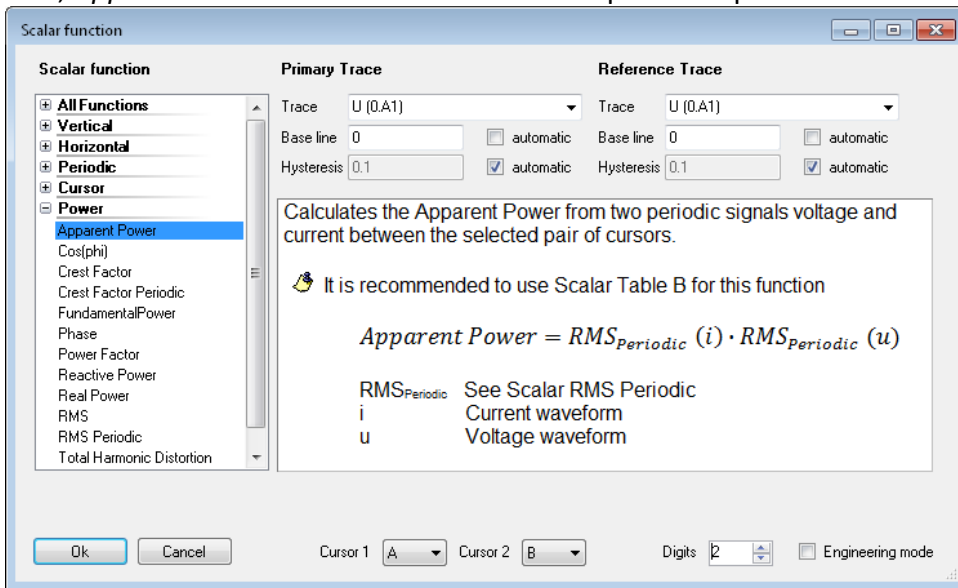 Scalar function
Scalar function Primary Trace Reference Trace
All Functions
Vertical
Horizontal
Periodic
Cursor
Power
Apparent Power
Cos(phi)
Crest Factor
Crest Factor Periodic
FundamentalPower
Phase
Power Factor
Reactive Power
Real Power
RMS
RMS Periodic
Total Harmonic Distortion
Trace U (0.A1) Trace U (0.A1)
Base line 0 automatic Base line 0 automatic
Hysteresis 0.1 automatic Hysteresis 0.1 automatic
Calculates the Apparent Power from two periodic signals voltage and
current between the selected pair of cursors.
It is recommended to use Scalar Table B for this function
Apparent Power = RMS_Periodic (i) · RMS_Periodic (u)
RMS_Periodic See Scalar RMS Periodic
i Current waveform
u Voltage waveform
Ok Cancel Cursor 1 A Cursor 2 B Digits 2 Engineering mode